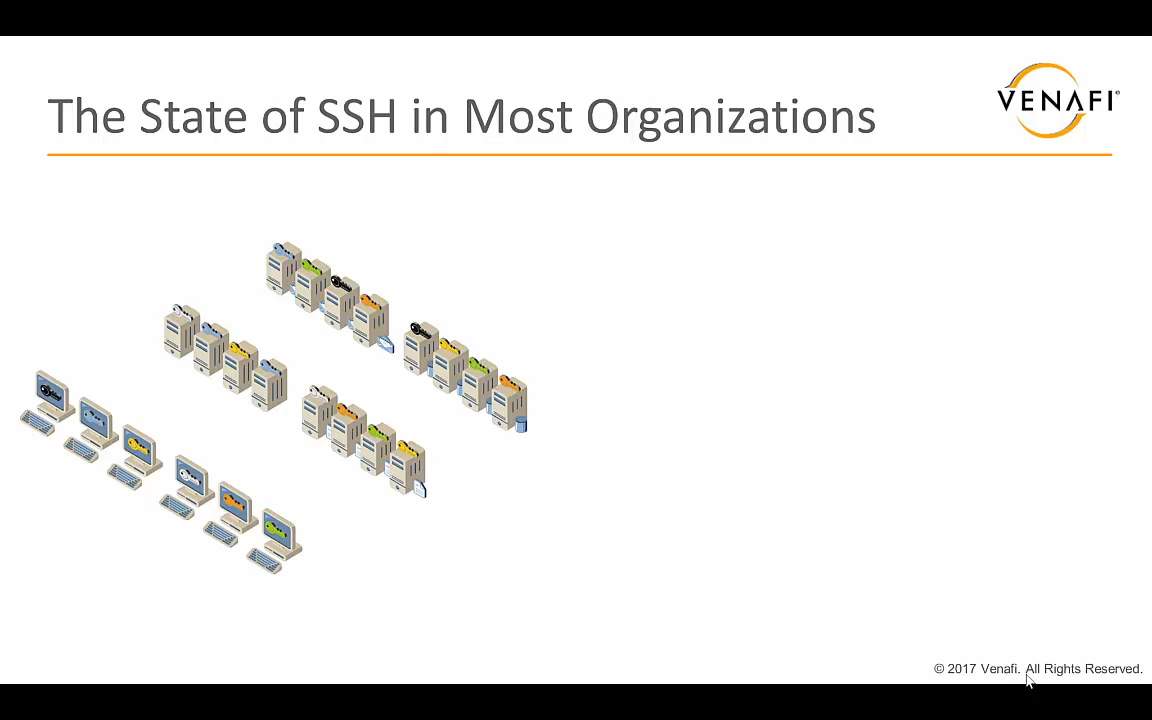 The State of SSH in Most Organizations
VENAFI®
© 2017 Venafi. All Rights Reserved.